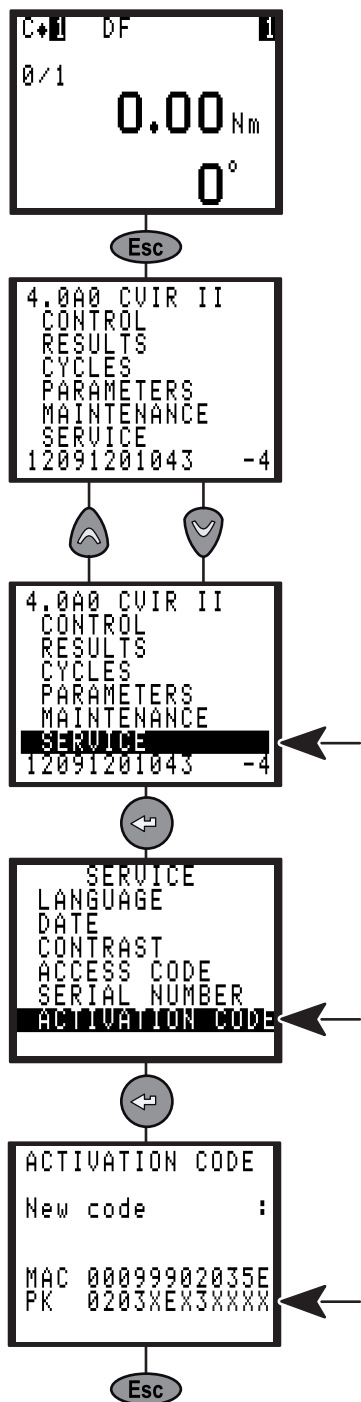 C♦1 DF 1
0/1
0.00 Nm
0°
Esc
4.0A0 CVIR II
CONTROL
RESULTS
CYCLES
PARAMETERS
MAINTENANCE
SERVICE
12091201043 -4
4.0A0 CVIR II
CONTROL
RESULTS
CYCLES
PARAMETERS
MAINTENANCE
SERVICE
12091201043 -4
SERVICE
LANGUAGE
DATE
CONTRAST
ACCESS CODE
SERIAL NUMBER
ACTIVATION CODE
ACTIVATION CODE
New code :
MAC 00099902035E
PK 0203XEX3XXXX
Esc